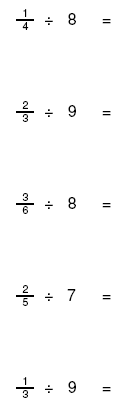 1/4 ÷ 8 =
2/3 ÷ 9 =
3/6 ÷ 8 =
2/5 ÷ 7 =
1/3 ÷ 9 =